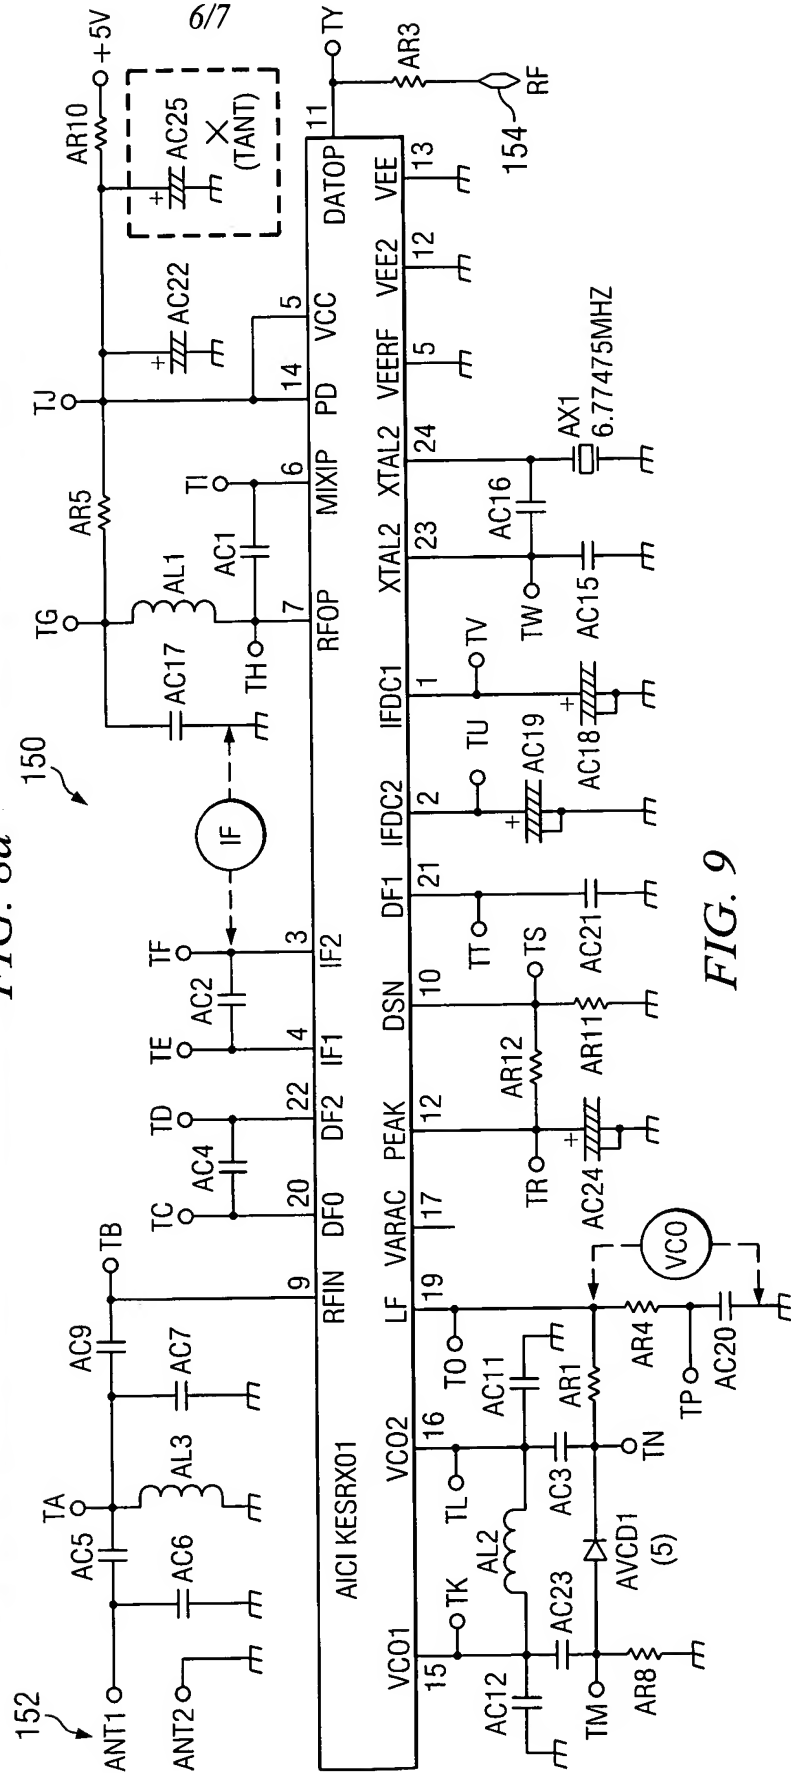 6/7
FIG. 8a
152
ANT1
ANT2
AC5
AC6
TA
AL3
AC9
AC7
TB
9
RFIN
TC
AC4
TD
20
DF0
22
DF2
TE
AC2
TF
4
IF1
3
IF2
IF
150
AC17
TG
AL1
TH
7
RFOP
AC1
TI
6
MIXIP
AR5
TJ
14
PD
5
VCC
+
AC22
+
AC25
X
(TANT)
AR10
+5V
11
DATOP
TY
AR3
154
RF
AICI KESRX01
VCO1
15
TK
AC12
AL2
AC23
TM
AR8
AVCD1
(5)
VCO2
16
TL
AC11
AC3
TN
AR1
LF
19
TO
AR4
TP
AC20
VCO
VARAC
17
PEAK
12
TR
+
AC24
AR12
DSN
10
TS
AR11
DF1
21
TT
AC21
IFDC2
2
TU
+
AC19
IFDC1
1
TV
+
AC18
XTAL2
23
TW
AC15
AC16
XTAL2
24
AX1
6.77475MHZ
VEERF
5
VEE2
12
VEE
13
FIG. 9